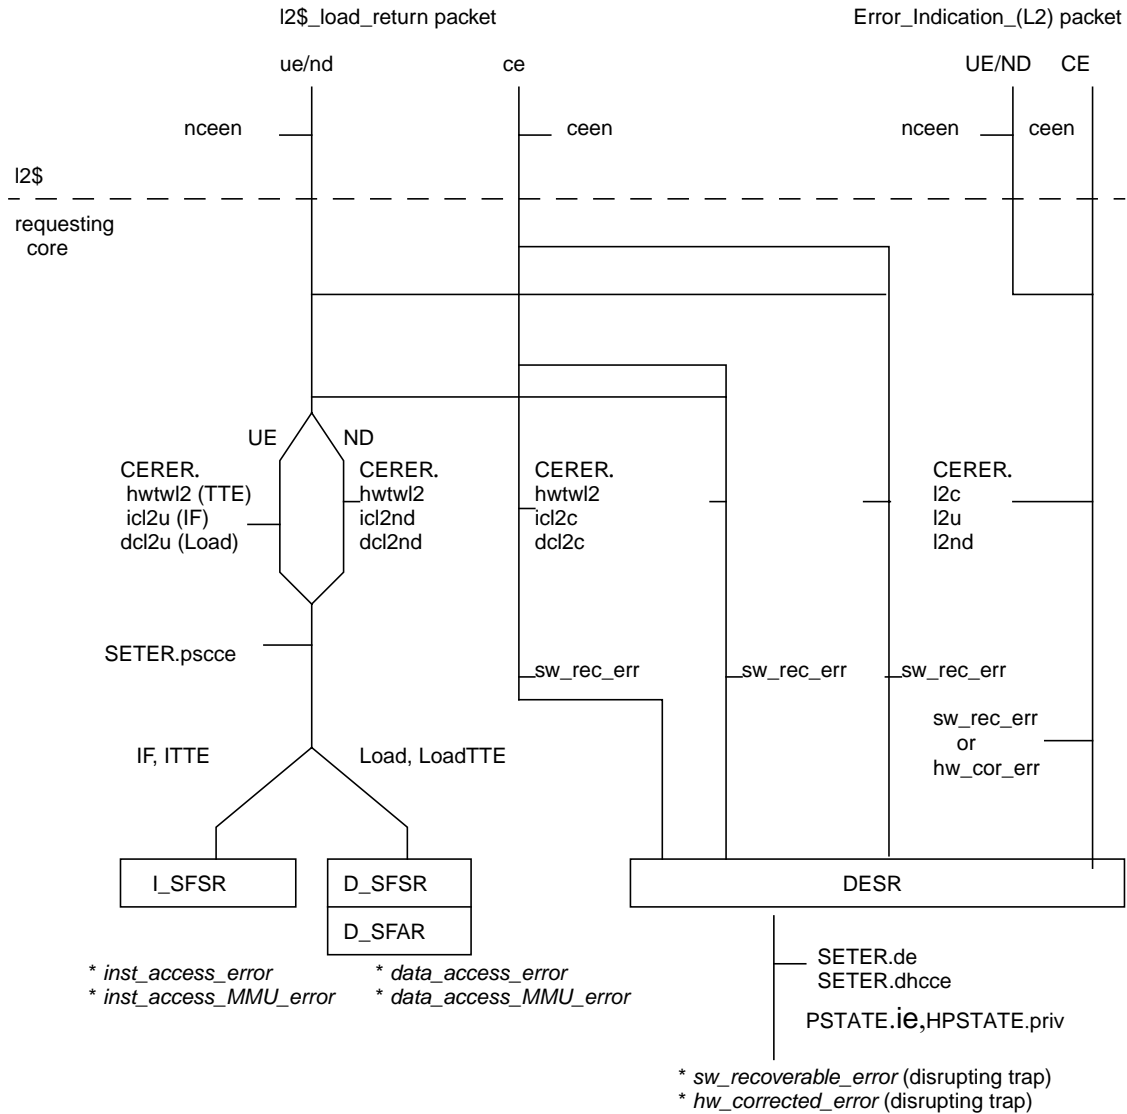 l2$_load_return packet
Error_Indication_(L2) packet
ue/nd
ce
UE/ND
CE
nceen
ceen
nceen
ceen
l2$
requesting
core
UE
ND
CERER.
hwtwl2 (TTE)
icl2u (IF)
dcl2u (Load)
CERER.
hwtwl2
icl2nd
dcl2nd
CERER.
hwtwl2
icl2c
dcl2c
CERER.
l2c
l2u
l2nd
SETER.pscce
sw_rec_err
sw_rec_err
sw_rec_err
sw_rec_err
or
hw_cor_err
IF, ITTE
Load, LoadTTE
I_SFSR
D_SFSR
D_SFAR
DESR
* inst_access_error
* inst_access_MMU_error
* data_access_error
* data_access_MMU_error
SETER.de
SETER.dhcce
PSTATE.ie,HPSTATE.priv
* sw_recoverable_error (disrupting trap)
* hw_corrected_error (disrupting trap)